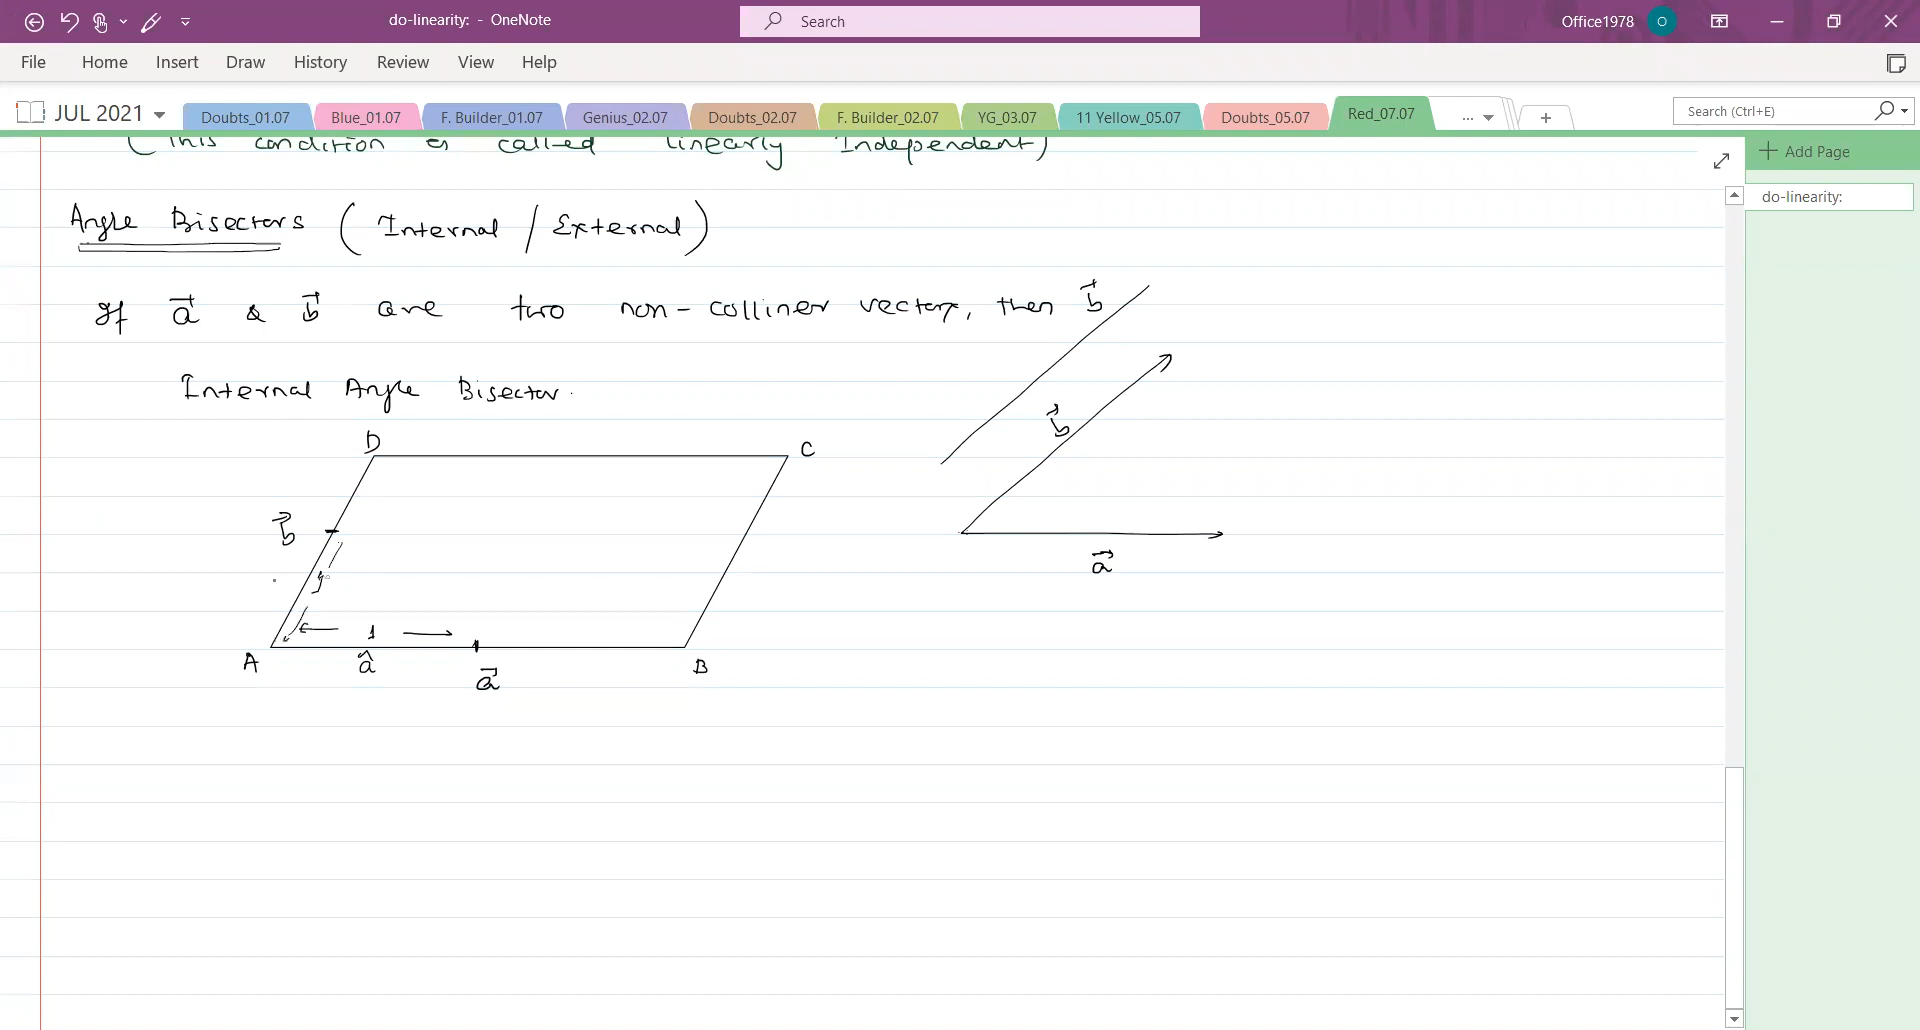 do-linearity: - OneNote
Search
Office1978
O
File Home Insert Draw History Review View Help
JUL 2021
Doubts_01.07 Blue_01.07 F. Builder_01.07 Genius_02.07 Doubts_02.07 F. Builder_02.07 YG_03.07 11 Yellow_05.07 Doubts_05.07 Red_07.07 ... +
Search (Ctrl+E)
Add Page
do-linearity:
(This condition is called linearly Independent)
Angle Bisectors (Internal / External)
If a⃗ & b⃗ are two non-colliner vectors, then b⃗
Internal Angle Bisector.
D
C
b⃗
b⃗
a⃗
1
A
â
a⃗
B